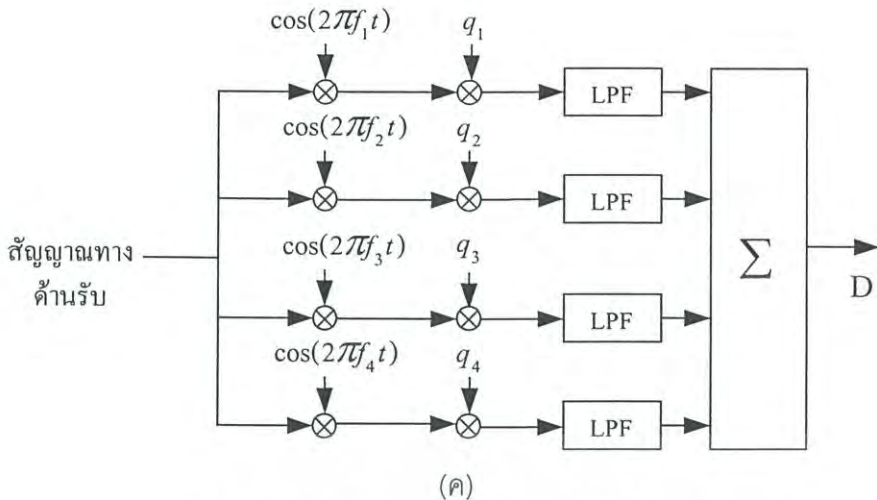 cos(2πf₁t) q₁
LPF
cos(2πf₂t) q₂
LPF
สัญญาณทาง
ด้านรับ
cos(2πf₃t) q₃
LPF
∑
D
cos(2πf₄t) q₄
LPF
(ค)